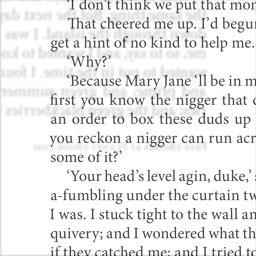 'I don't think we put that mon
That cheered me up. I'd begun
get a hint of no kind to help me.
'Why?'
'Because Mary Jane 'll be in m
first you know the nigger that d
an order to box these duds up
you reckon a nigger can run acr
some of it?'
'Your head's level agin, duke,' s
a-fumbling under the curtain tw
I was. I stuck tight to the wall an
quivery; and I wondered what th
if they catched me; and I tried to